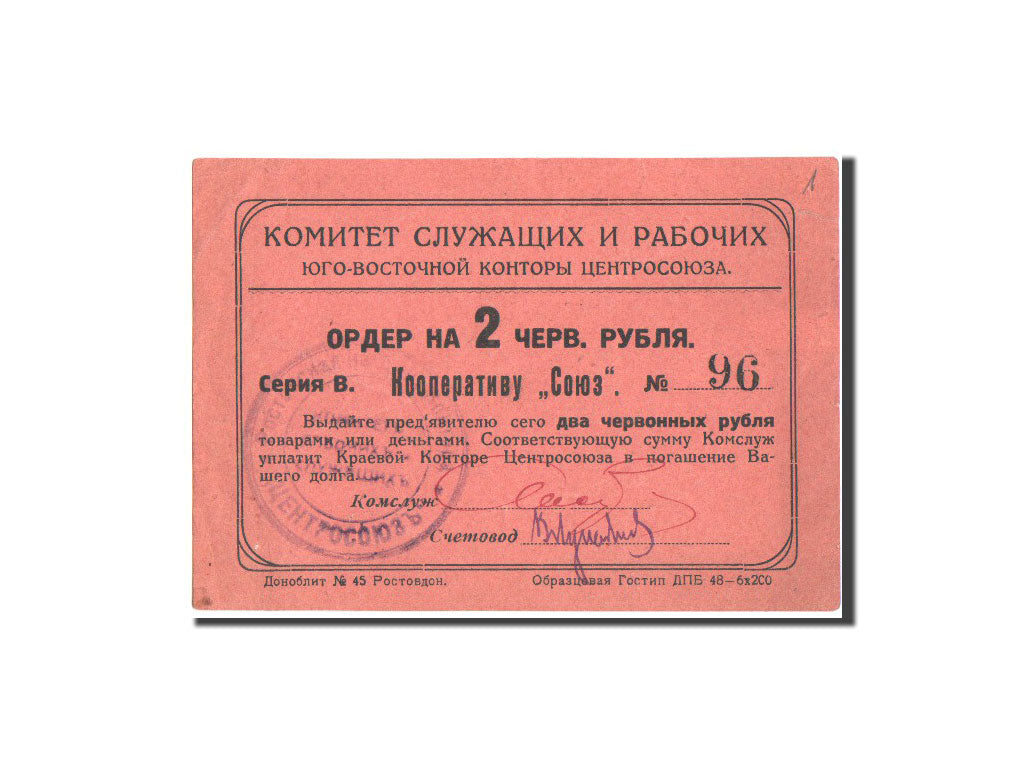 1
КОМИТЕТ СЛУЖАЩИХ И РАБОЧИХ
ЮГО-ВОСТОЧНОЙ КОНТОРЫ ЦЕНТРОСОЮЗА.
ОРДЕР НА 2 ЧЕРВ. РУБЛЯ.
Серия В. Кооперативу „Союз“. № 96
Выдайте пред'явителю сего два червонных рубля
товарами или деньгами. Соответствующую сумму Комслуж
уплатит Краевой Конторе Центросоюза в погашение Ва-
шего долга.
Комслуж
Счетовод
ЦЕНТРОСОЮЗЪ
Доноблит № 45 Ростовдон. Образцовая Гостип ДПБ 48—6х200